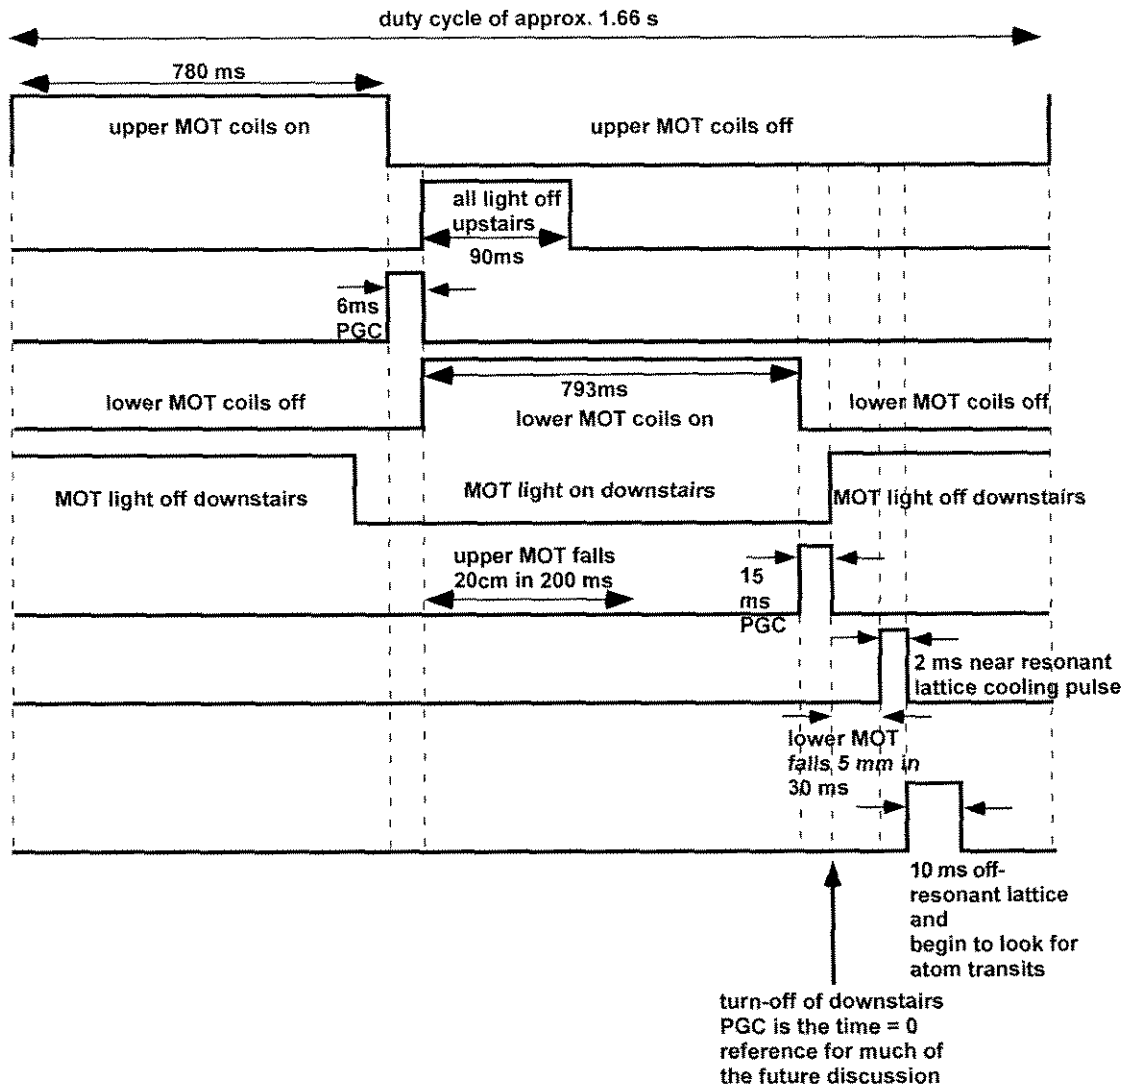 duty cycle of approx. 1.66 s
780 ms
upper MOT coils on
upper MOT coils off
all light off
upstairs
90ms
6ms
PGC
793ms
lower MOT coils off
lower MOT coils on
lower MOT coils off
MOT light off downstairs
MOT light on downstairs
MOT light off downstairs
upper MOT falls
20cm in 200 ms
15
ms
PGC
2 ms near resonant
lattice cooling pulse
lower MOT
falls 5 mm in
30 ms
10 ms off-
resonant lattice
and
begin to look for
atom transits
turn-off of downstairs
PGC is the time = 0
reference for much of
the future discussion